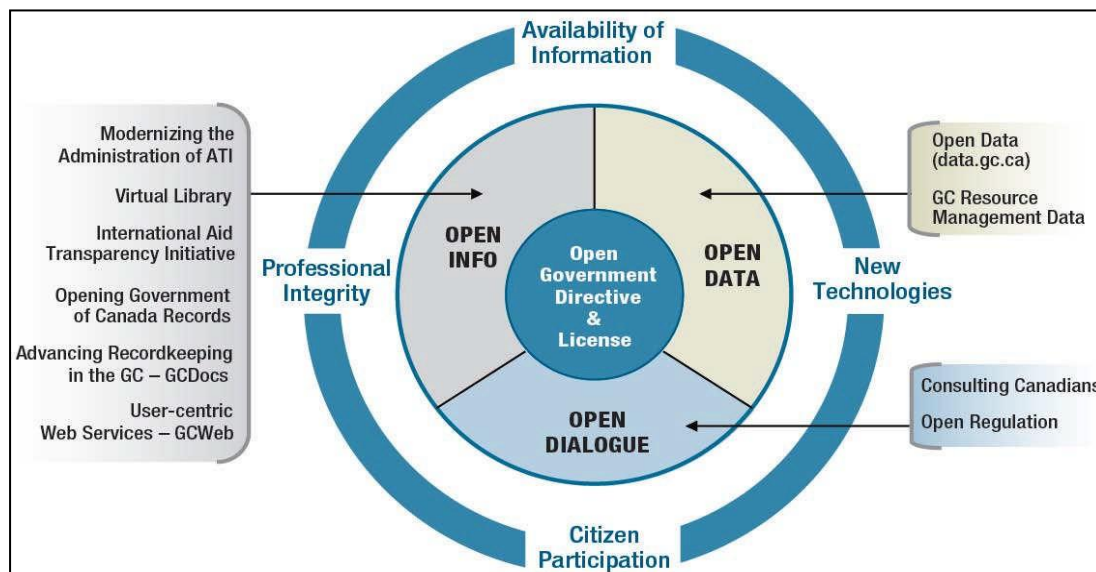 Availability of
Information
Modernizing the
Administration of ATI
Virtual Library
International Aid
Transparency Initiative
Opening Government
of Canada Records
Advancing Recordkeeping
in the GC – GCDocs
User-centric
Web Services – GCWeb
Professional
Integrity
OPEN
INFO
Open
Government
Directive
&
License
OPEN
DATA
OPEN
DIALOGUE
New
Technologies
Open Data
(data.gc.ca)
GC Resource
Management Data
Consulting Canadians
Open Regulation
Citizen
Participation